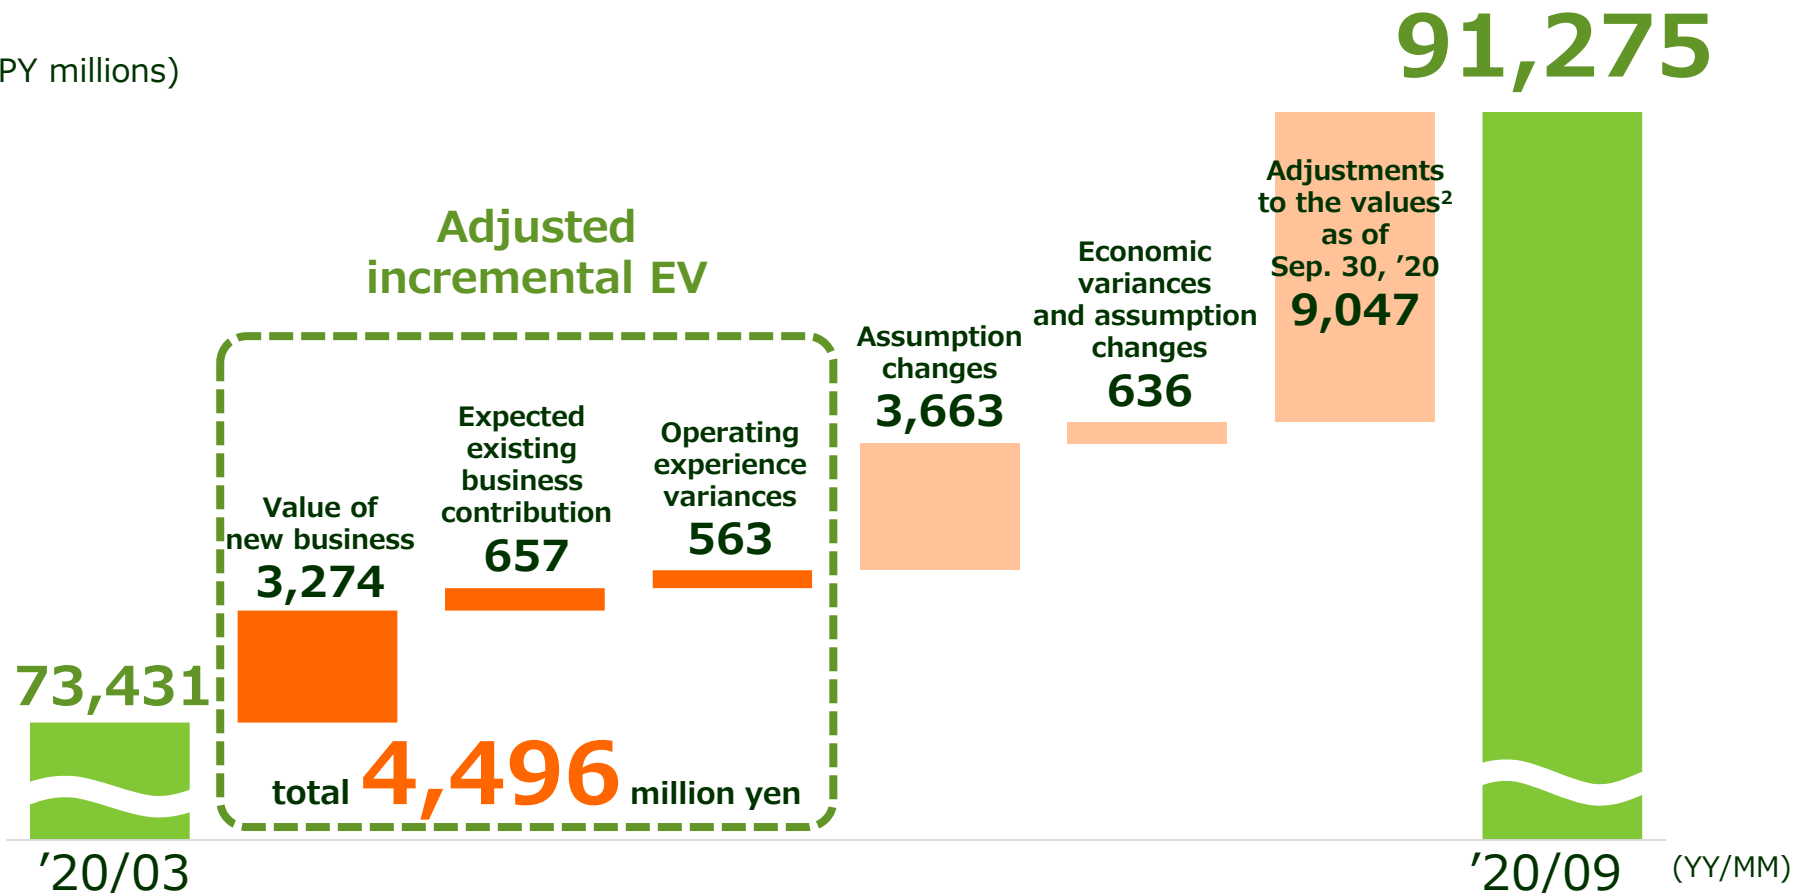 PY millions)
91,275
Adjusted
incremental EV
Adjustments
to the values²
as of
Sep. 30, ’20
9,047
Economic
variances
and assumption
changes
636
Assumption
changes
3,663
Operating
experience
variances
563
Expected
existing
business
contribution
657
Value of
new business
3,274
73,431
total 4,496 million yen
’20/03
’20/09
(YY/MM)